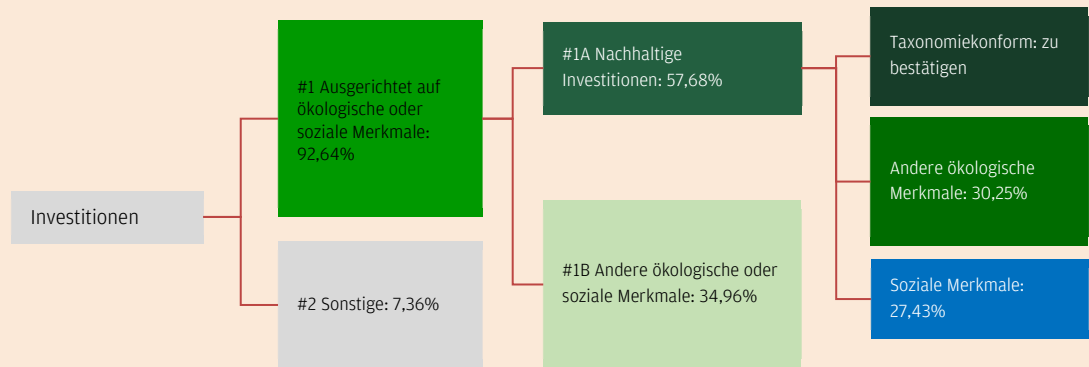 Investitionen
#1 Ausgerichtet auf
ökologische oder
soziale Merkmale:
92,64%
#2 Sonstige: 7,36%
#1A Nachhaltige
Investitionen: 57,68%
#1B Andere ökologische oder
soziale Merkmale: 34,96%
Taxonomiekonform: zu
bestätigen
Andere ökologische
Merkmale: 30,25%
Soziale Merkmale:
27,43%